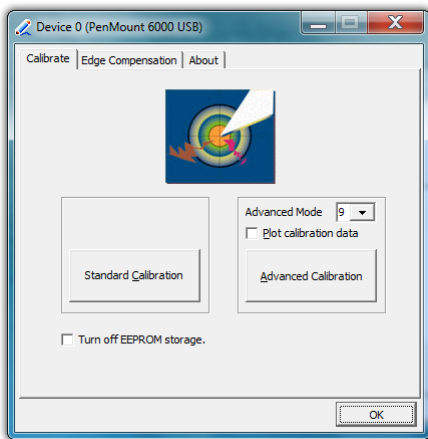 Device 0 (PenMount 6000 USB)
Calibrate Edge Compensation About
Advanced Mode 9
Plot calibration data
Standard Calibration
Advanced Calibration
Turn off EEPROM storage.
OK